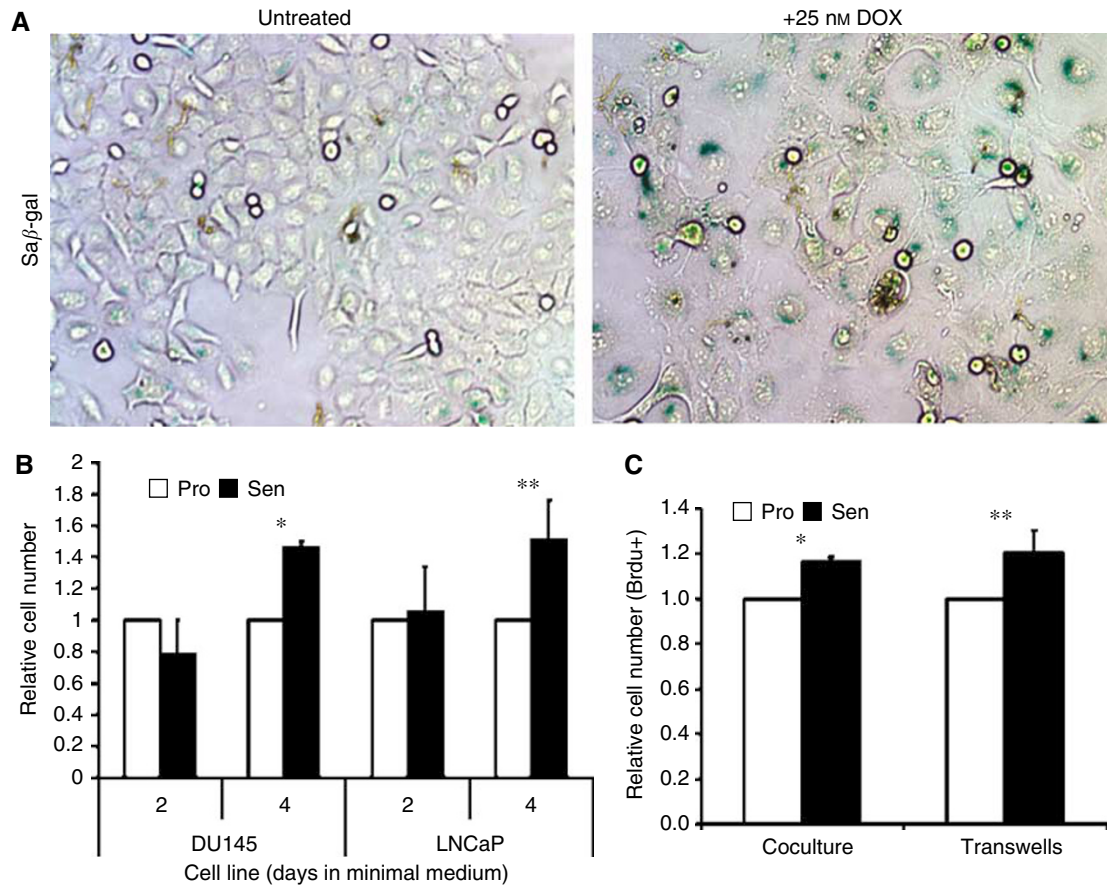 A
Untreated
+25 nM DOX
Saβ-gal
B
Pro Sen
Relative cell number
2
1.8
1.6
1.4
1.2
1
0.8
0.6
0.4
0.2
0
*
**
2 4 2 4
DU145 LNCaP
Cell line (days in minimal medium)
C
Pro Sen
Relative cell number (Brdu+)
1.4
1.2
1.0
0.8
0.6
0.4
0.2
0.0
*
**
Coculture Transwells